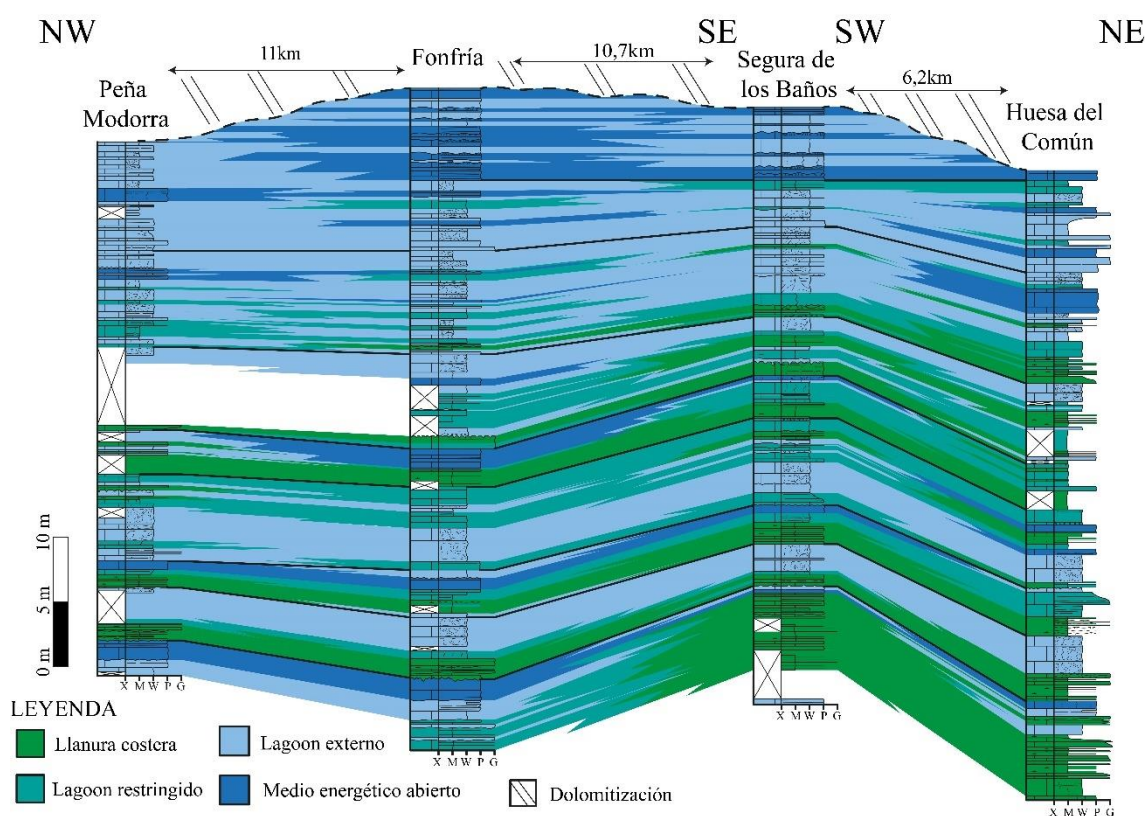 NW
SE
SW
NE
11km
Fonfría
10,7km
Segura de
los Baños
6,2km
Peña
Modorra
Huesa del
Común
10 m
5 m
0 m
X M W P G
X M W P G
X M W P G
X M W P G
LEYENDA
Llanura costera
Lagoon externo
Lagoon restringido
Medio energético abierto
Dolomitización